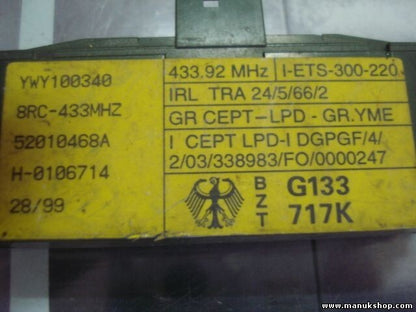 YWY100340
8RC-433MHZ
52010468A
H-0106714
28/99
433.92 MHz I-ETS-300-220
IRL TRA 24/5/66/2
GR CEPT-LPD - GR.YME
I CEPT LPD-I DGPGF/4/
2/03/338983/FO/0000247
BZT G133
717K
www.manukshop.com